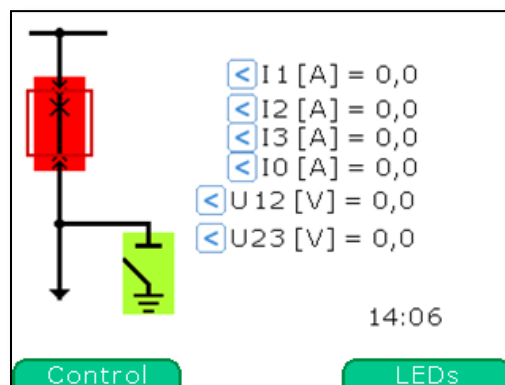 < I1 [A] = 0,0
< I2 [A] = 0,0
< I3 [A] = 0,0
< I0 [A] = 0,0
< U12 [V] = 0,0
< U23 [V] = 0,0
14:06
Control LEDs